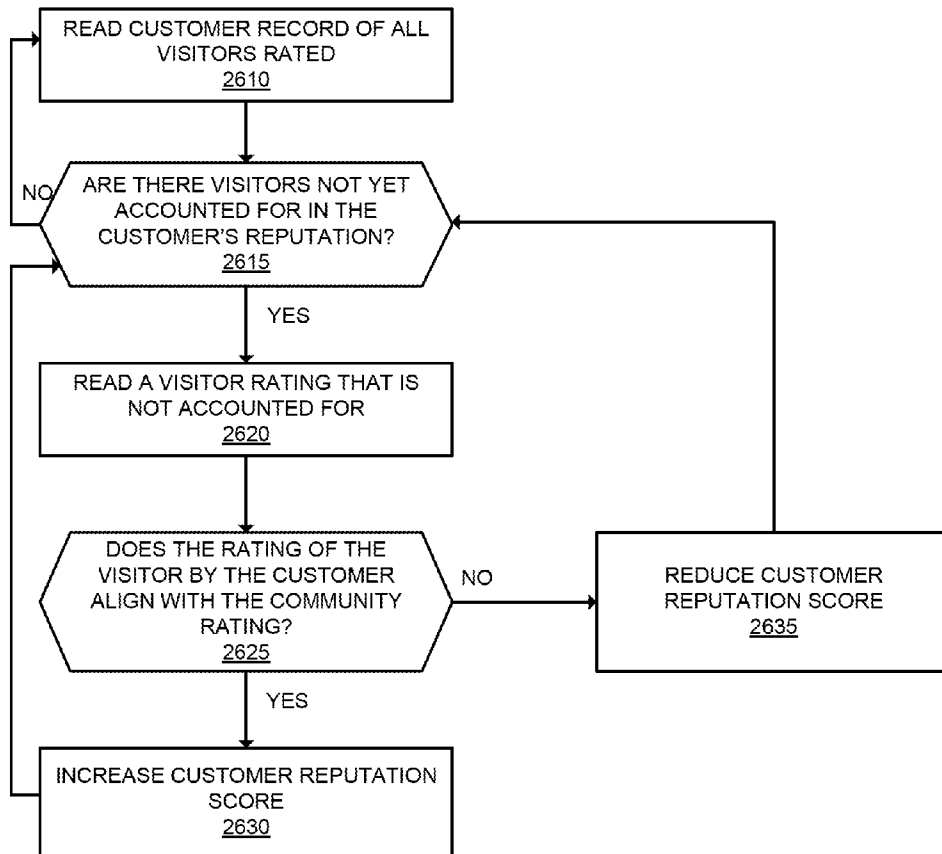 READ CUSTOMER RECORD OF ALL
VISITORS RATED
2610
NO
ARE THERE VISITORS NOT YET
ACCOUNTED FOR IN THE
CUSTOMER'S REPUTATION?
2615
YES
READ A VISITOR RATING THAT IS
NOT ACCOUNTED FOR
2620
DOES THE RATING OF THE
VISITOR BY THE CUSTOMER
ALIGN WITH THE COMMUNITY
RATING?
2625
NO
REDUCE CUSTOMER
REPUTATION SCORE
2635
YES
INCREASE CUSTOMER REPUTATION
SCORE
2630